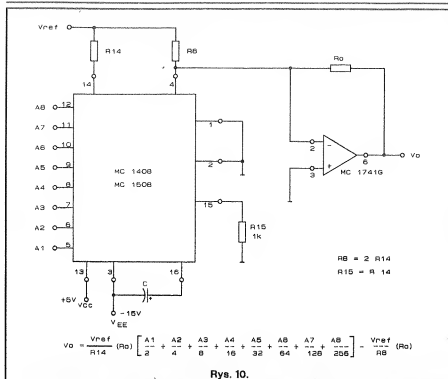 Vref
R14
RB
Ro
14
4
A8 12
A7 11
A6 10
A5 9
A4 8
A3 7
A2 6
A1 5
MC 1408
MC 1508
1
2
15
R15
1k
2
3
6
Vo
MC 1741G
RB = 2 R14
R15 = R 14
13
3
16
C
+5V Vcc
-15V
VEE
Vo = Vref/R14 (Ro) [A1/2 + A2/4 + A3/8 + A4/16 + A5/32 + A6/64 + A7/128 + A8/256] - Vref/RB (Ro)
Rys. 10.